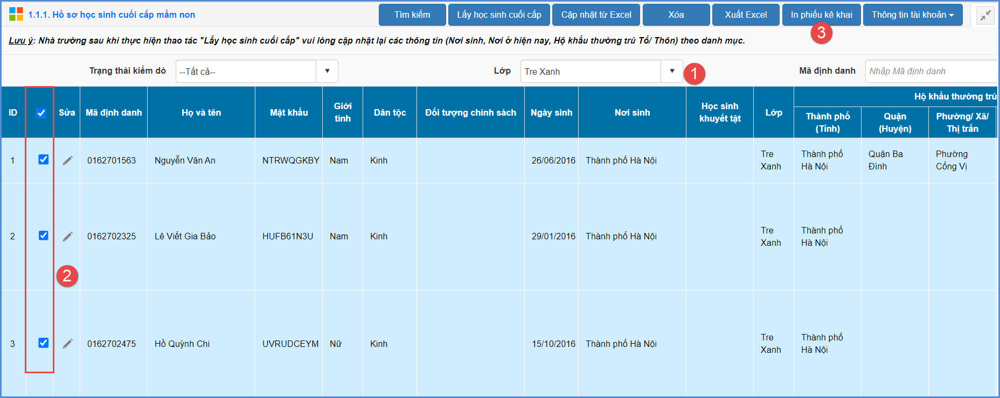 1.1.1. Hồ sơ học sinh cuối cấp mầm non
Tìm kiếm
Lấy học sinh cuối cấp
Cập nhật từ Excel
Xóa
Xuất Excel
In phiếu kê khai
Thông tin tài khoản
3
Lưu ý: Nhà trường sau khi thực hiện thao tác "Lấy học sinh cuối cấp" vui lòng cập nhật lại các thông tin (Nơi sinh, Nơi ở hiện nay, Hộ khẩu thường trú Tổ/ Thôn) theo danh mục.
Trạng thái kiểm dò
--Tất cả--
Lớp
Tre Xanh
1
Mã định danh
Nhập Mã định danh
ID
Sửa
Mã định danh
Họ và tên
Mật khẩu
Giới
tính
Dân tộc
Đối tượng chính sách
Ngày sinh
Nơi sinh
Học sinh
khuyết tật
Lớp
Hộ khẩu thường trú
Thành phố
(Tỉnh)
Quận
(Huyện)
Phường/ Xã/
Thị trấn
1
0162701563
Nguyễn Văn An
NTRWQGKBY
Nam
Kinh
26/06/2016
Thành phố Hà Nội
Tre
Xanh
Thành phố
Hà Nội
Quận Ba
Đình
Phường
Cống Vị
2
0162702325
Lê Viết Gia Bảo
HUFB61N3U
Nam
Kinh
29/01/2016
Thành phố Hà Nội
Tre
Xanh
Thành phố
Hà Nội
2
3
0162702475
Hồ Quỳnh Chi
UVRUDCEYM
Nữ
Kinh
15/10/2016
Thành phố Hà Nội
Tre
Xanh
Thành phố
Hà Nội